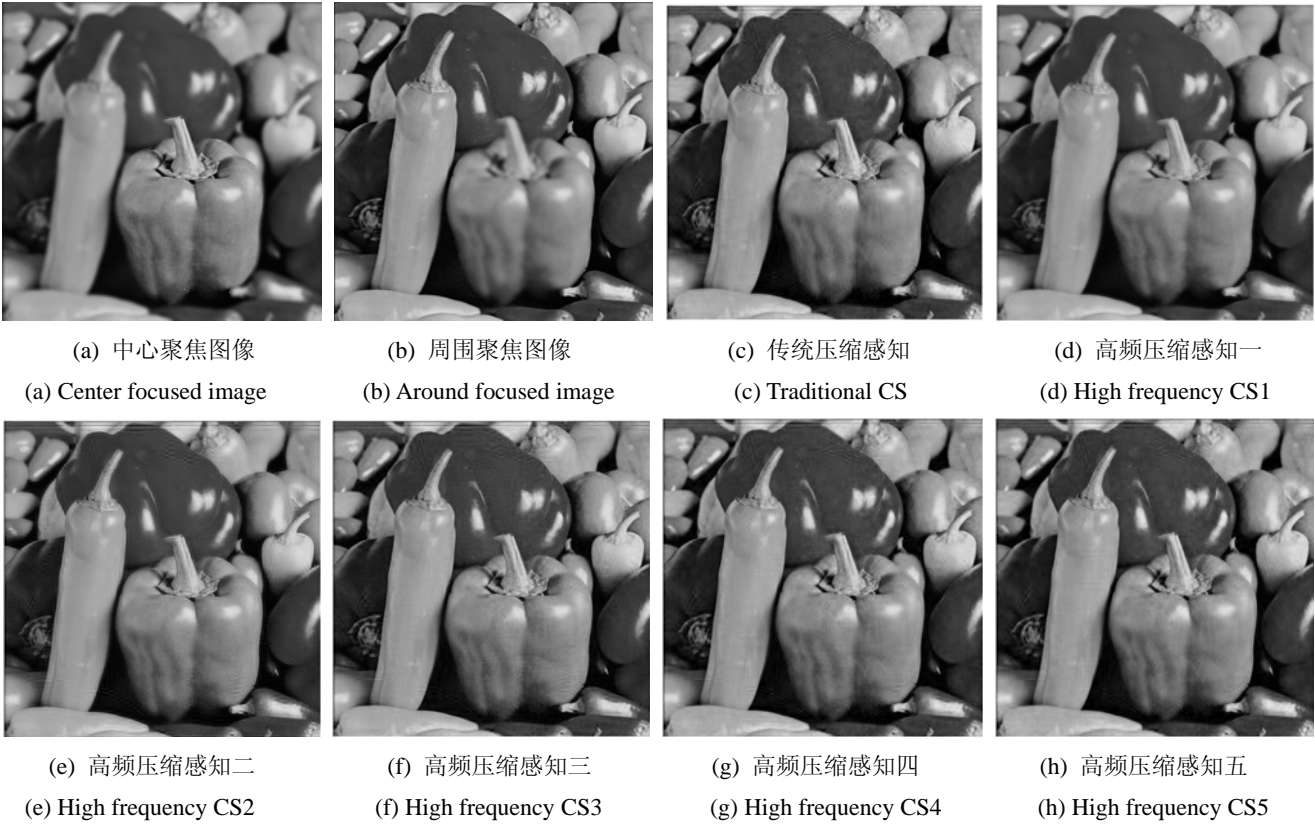 (a) 中心聚焦图像
(b) 周围聚焦图像
(c) 传统压缩感知
(d) 高频压缩感知一
(a) Center focused image
(b) Around focused image
(c) Traditional CS
(d) High frequency CS1
(e) 高频压缩感知二
(f) 高频压缩感知三
(g) 高频压缩感知四
(h) 高频压缩感知五
(e) High frequency CS2
(f) High frequency CS3
(g) High frequency CS4
(h) High frequency CS5